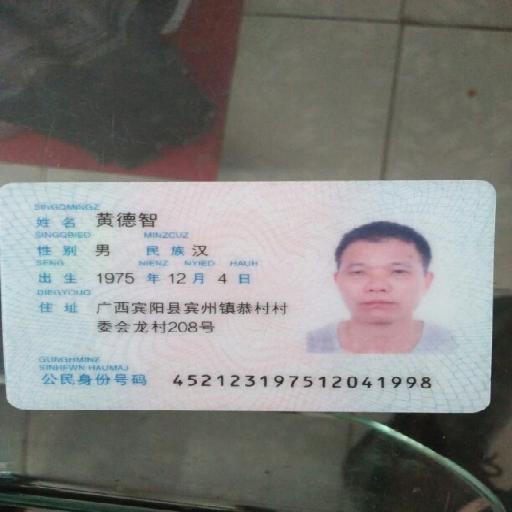 SINGQMINGZ
姓名 黄德智
SINGQBIED MINZCUZ
性别 男 民族 汉
SENG NIENZ NYIED HAUH
出生 1975 年 12 月 4 日
DIEGYOUQ
住址 广西宾阳县宾州镇恭村村
委会龙村208号
GUNGHMINZ
SINHFWN HAUMAJ
公民身份号码 452123197512041998